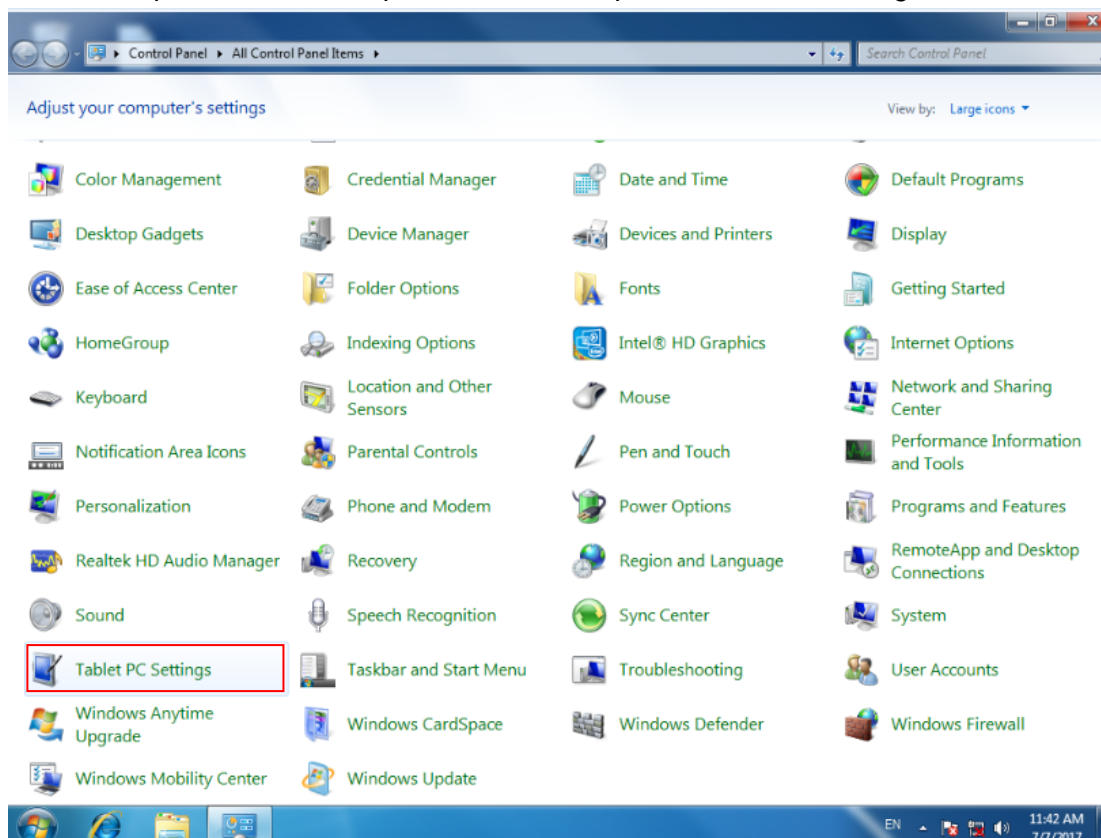 Control Panel ▸ All Control Panel Items ▸
Search Control Panel
Adjust your computer's settings
View by: Large icons
Color Management
Credential Manager
Date and Time
Default Programs
Desktop Gadgets
Device Manager
Devices and Printers
Display
Ease of Access Center
Folder Options
Fonts
Getting Started
HomeGroup
Indexing Options
Intel® HD Graphics
Internet Options
Keyboard
Location and Other
Sensors
Mouse
Network and Sharing
Center
Notification Area Icons
Parental Controls
Pen and Touch
Performance Information
and Tools
Personalization
Phone and Modem
Power Options
Programs and Features
Realtek HD Audio Manager
Recovery
Region and Language
RemoteApp and Desktop
Connections
Sound
Speech Recognition
Sync Center
System
Tablet PC Settings
Taskbar and Start Menu
Troubleshooting
User Accounts
Windows Anytime
Upgrade
Windows CardSpace
Windows Defender
Windows Firewall
Windows Mobility Center
Windows Update
EN
11:42 AM
7/7/2017